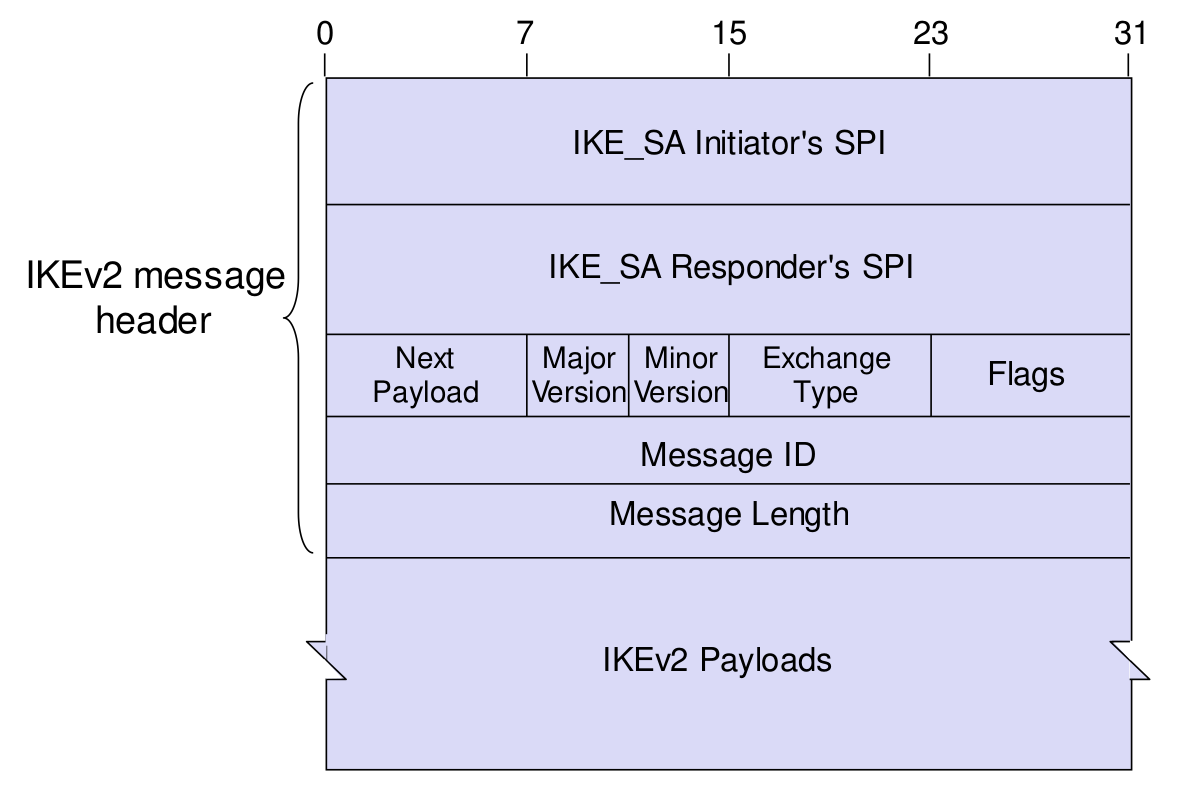 0 7 15 23 31
IKE_SA Initiator's SPI
IKE_SA Responder's SPI
IKEv2 message
header
Next
Payload
Major
Version
Minor
Version
Exchange
Type
Flags
Message ID
Message Length
IKEv2 Payloads